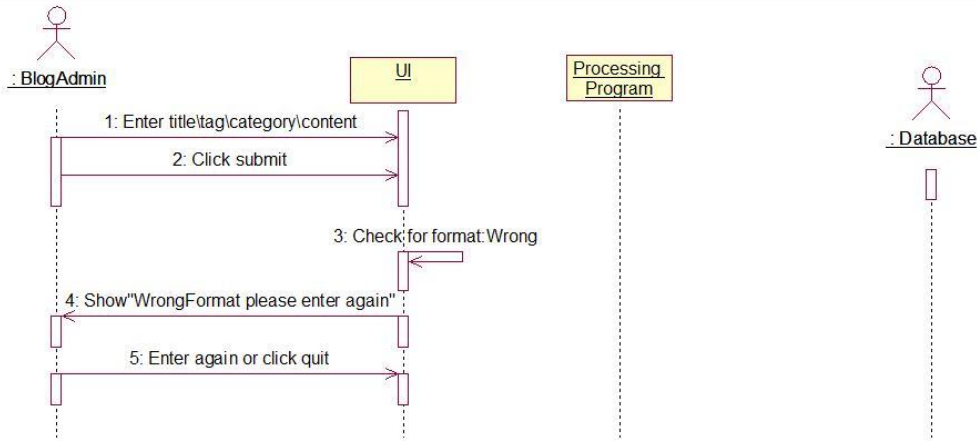 : BlogAdmin
UI
Processing
Program
: Database
1: Enter title\tag\category\content
2: Click submit
3: Check for format:Wrong
4: Show"WrongFormat please enter again"
5: Enter again or click quit